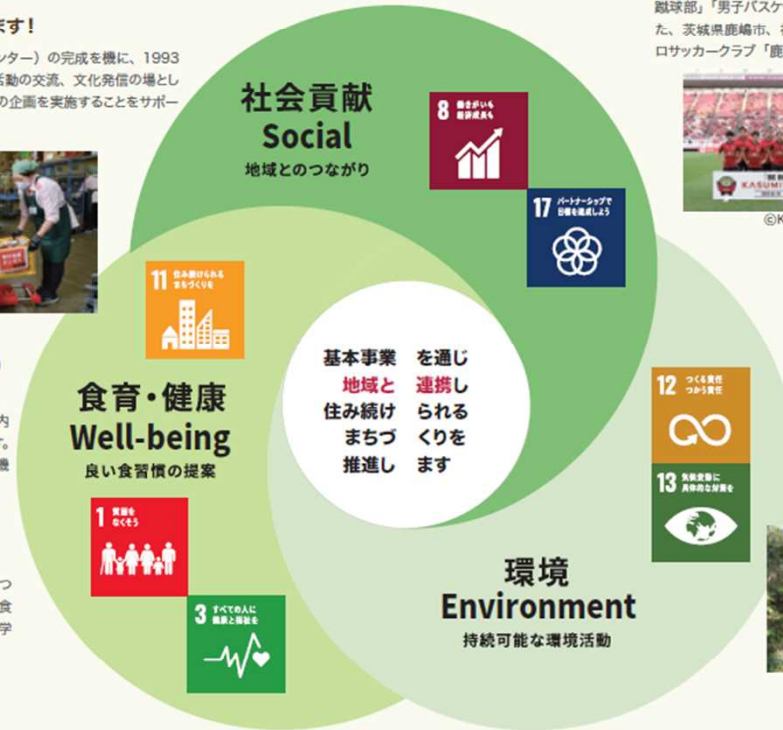 ます!
ンター）の完成を機に、1993
活動の交流、文化発信の場とし
の企画を実施することをサポー
蹴球部」「男子バスケ
た、茨城県鹿嶋市、
ロサッカークラブ「鹿
KASUMI
©K
社会貢献
Social
地域とのつながり
8 働きがいも
経済成長も
17 パートナーシップで
目標を達成しよう
11 住み続けられる
まちづくりを
食育・健康
Well-being
良い食習慣の提案
1 貧困を
なくそう
3 すべての人に
健康と福祉を
基本事業 を通じ
地域と 連携し
住み続け られる
まちづ くりを
推進し ます
12 つくる責任
つかう責任
13 気候変動に
具体的な対策を
環境
Environment
持続可能な環境活動
内
。
機
つ
食
学